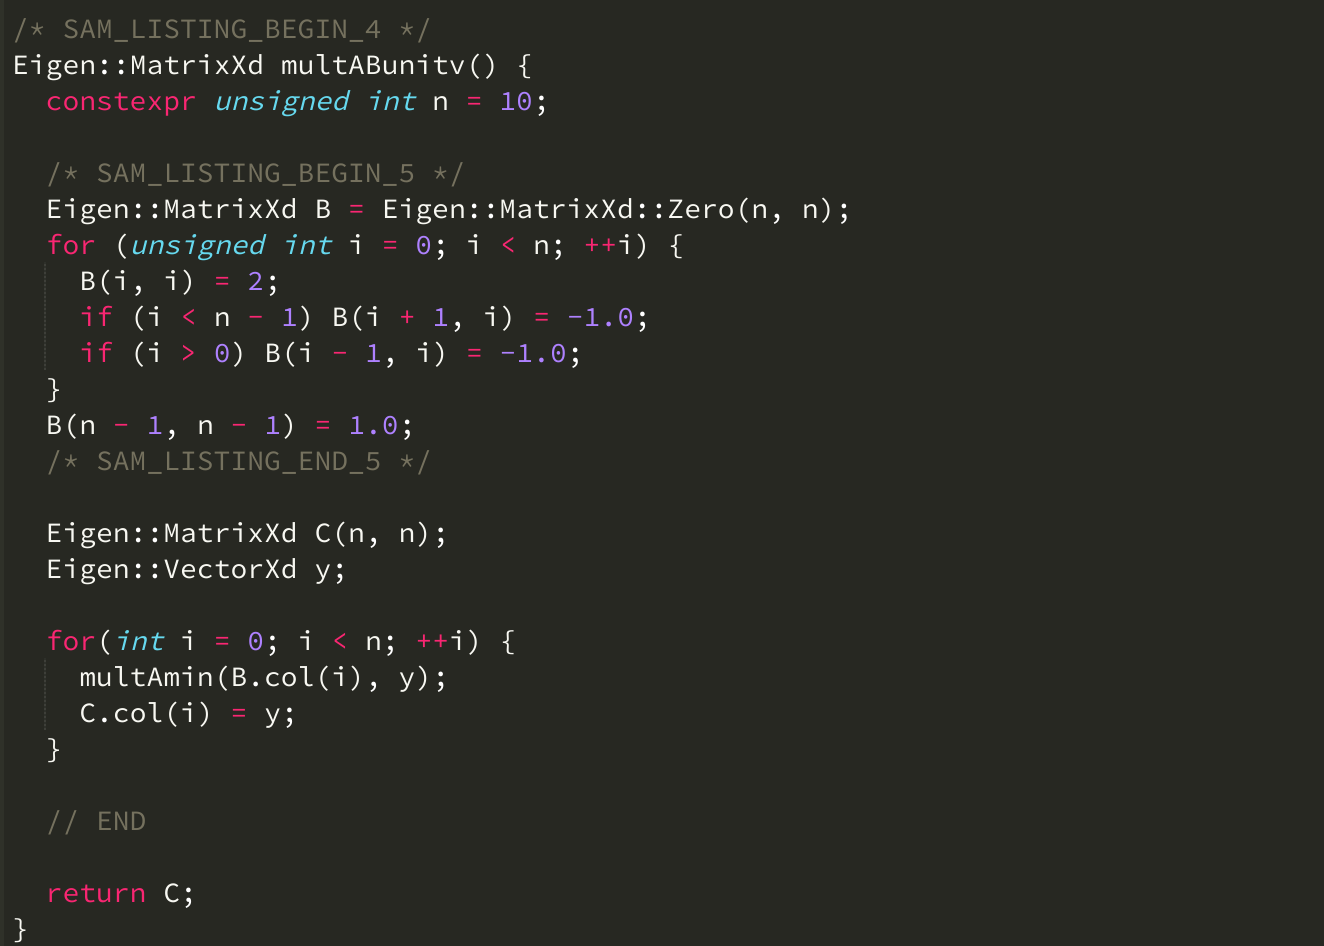 /* SAM_LISTING_BEGIN_4 */
Eigen::MatrixXd multABunitv() {
  constexpr unsigned int n = 10;

  /* SAM_LISTING_BEGIN_5 */
  Eigen::MatrixXd B = Eigen::MatrixXd::Zero(n, n);
  for (unsigned int i = 0; i < n; ++i) {
    B(i, i) = 2;
    if (i < n - 1) B(i + 1, i) = -1.0;
    if (i > 0) B(i - 1, i) = -1.0;
  }
  B(n - 1, n - 1) = 1.0;
  /* SAM_LISTING_END_5 */

  Eigen::MatrixXd C(n, n);
  Eigen::VectorXd y;

  for(int i = 0; i < n; ++i) {
    multAmin(B.col(i), y);
    C.col(i) = y;
  }

  // END

  return C;
}